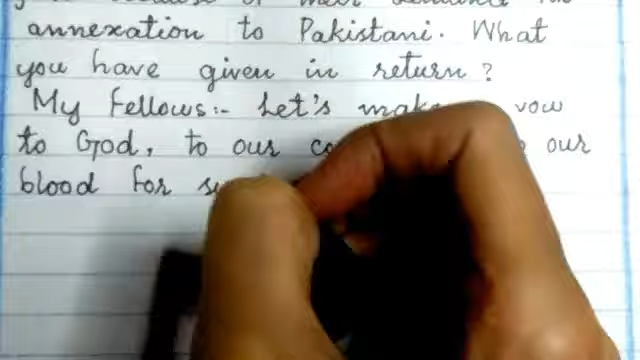 annexation to Pakistani. What
you have given in return?
My Fellows:- Let's make vow
to God, to our our
blood for